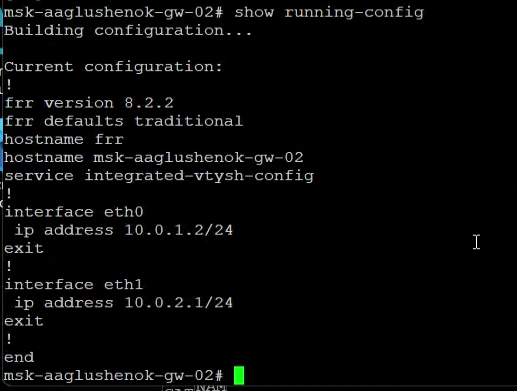 msk-aaglushenok-gw-02# show running-config
Building configuration...

Current configuration:
!
frr version 8.2.2
frr defaults traditional
hostname frr
hostname msk-aaglushenok-gw-02
service integrated-vtysh-config
!
interface eth0
 ip address 10.0.1.2/24
exit
!
interface eth1
 ip address 10.0.2.1/24
exit
!
end
msk-aaglushenok-gw-02#